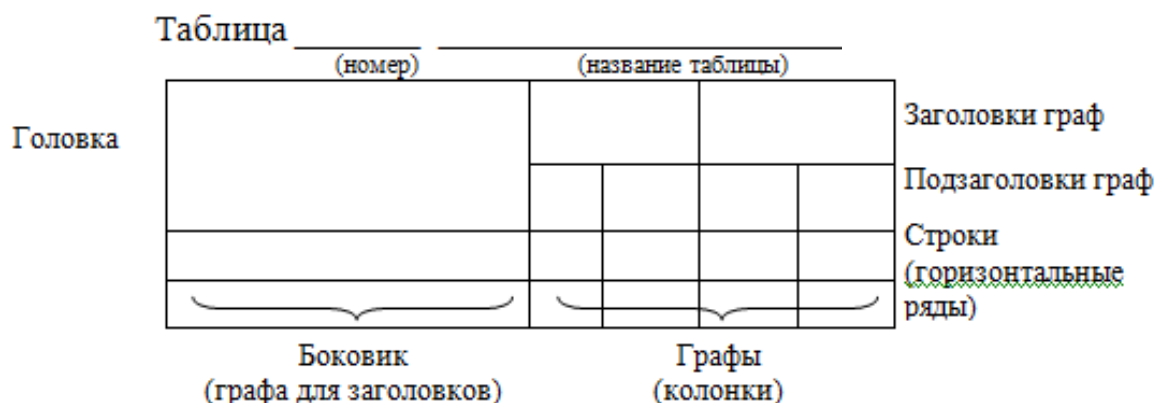 Таблица
(номер) (название таблицы)
Головка
Заголовки граф
Подзаголовки граф
Строки
(горизонтальные
ряды)
Боковик
(графа для заголовков)
Графы
(колонки)